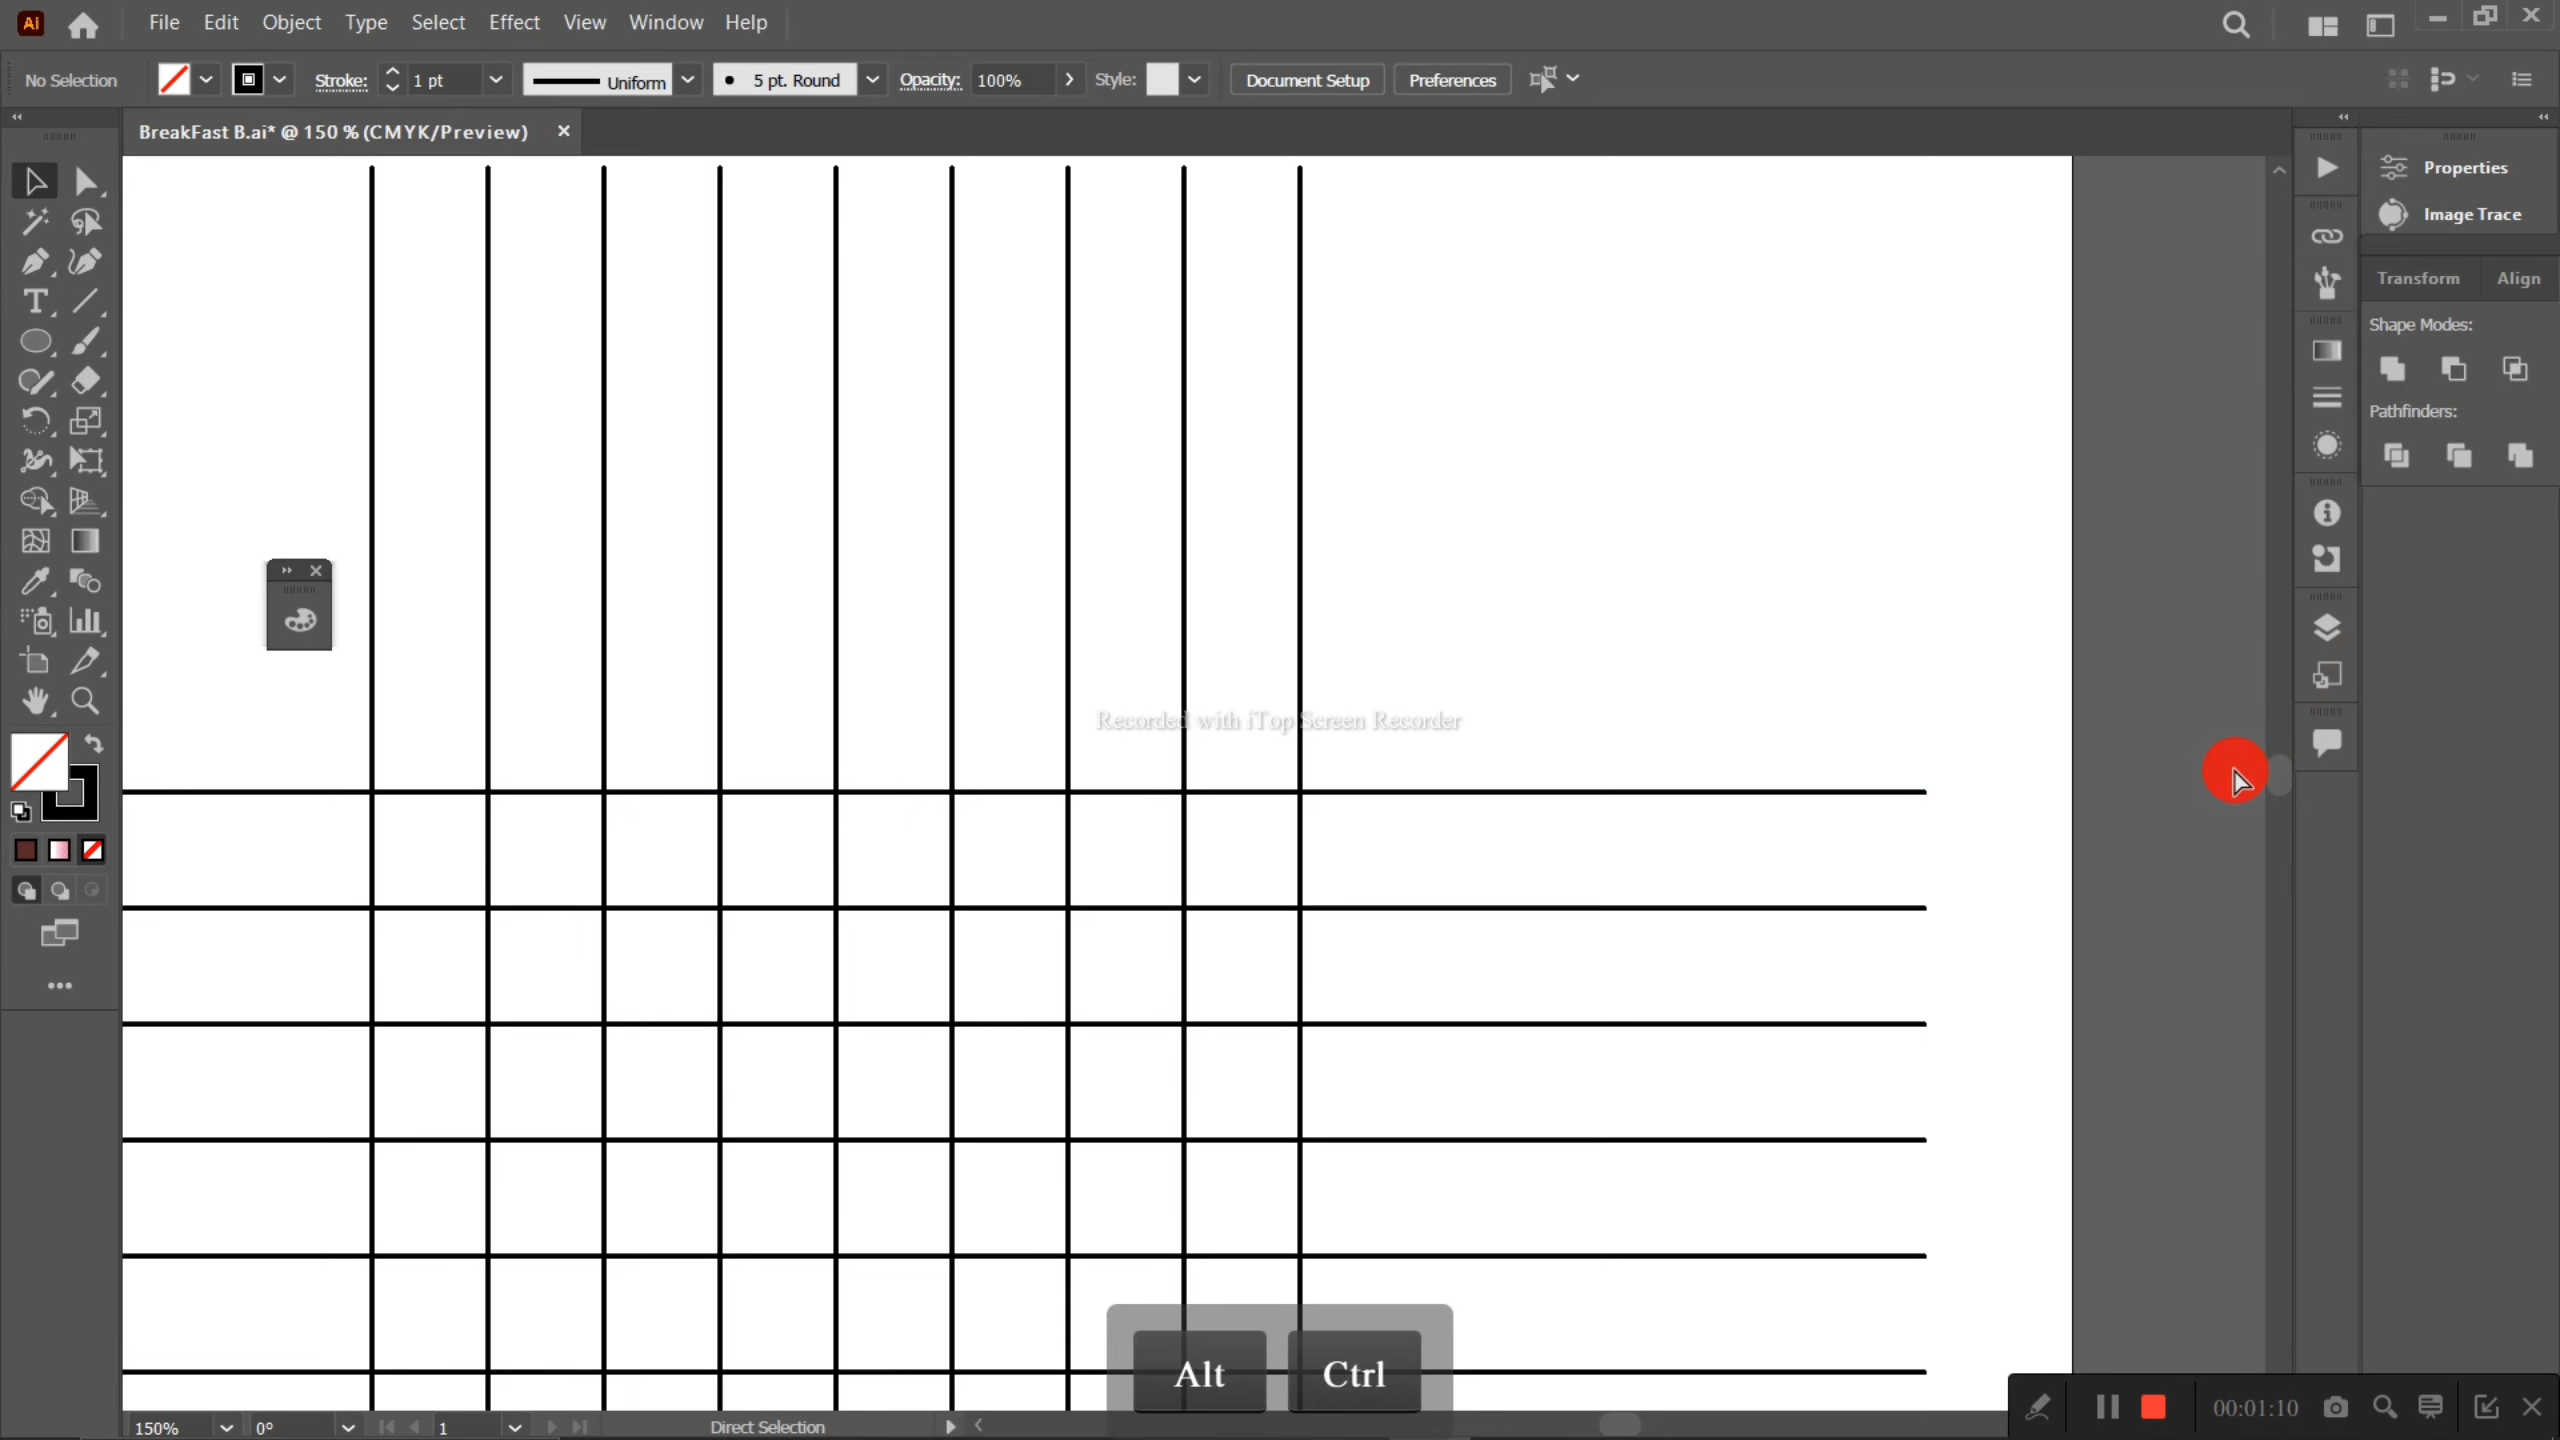 Ai File Edit Object Type Select Effect View Window Help
No Selection Stroke: 1 pt Uniform 5 pt. Round Opacity: 100% Style: Document Setup Preferences
BreakFast B.ai* @ 150 % (CMYK/Preview)
Properties
Image Trace
Transform Align
Shape Modes:
Pathfinders:
Recorded with iTop Screen Recorder
Alt Ctrl
150% 0° 1 Direct Selection 00:01:10